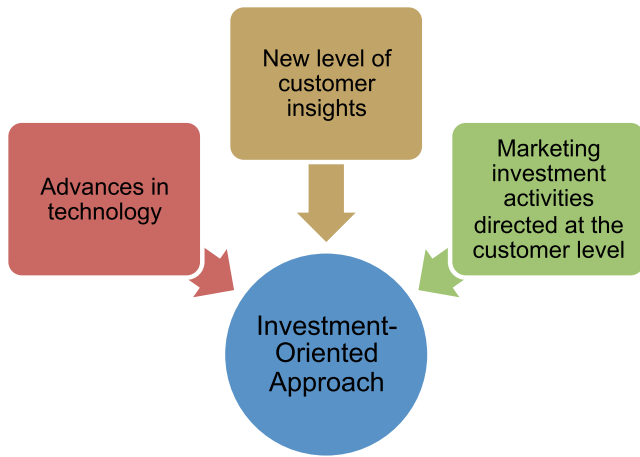 New level of
customer
insights
Advances in
technology
Marketing
investment
activities
directed at the
customer level
Investment-
Oriented
Approach